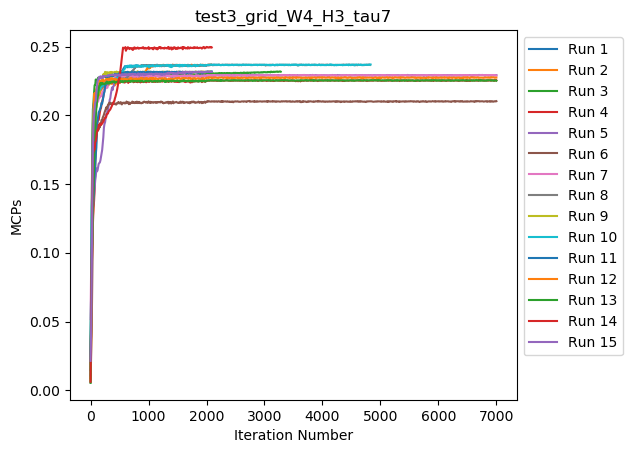 test3_grid_W4_H3_tau7
MCPs
0.25
0.20
0.15
0.10
0.05
0.00
0 1000 2000 3000 4000 5000 6000 7000
Iteration Number
Run 1
Run 2
Run 3
Run 4
Run 5
Run 6
Run 7
Run 8
Run 9
Run 10
Run 11
Run 12
Run 13
Run 14
Run 15